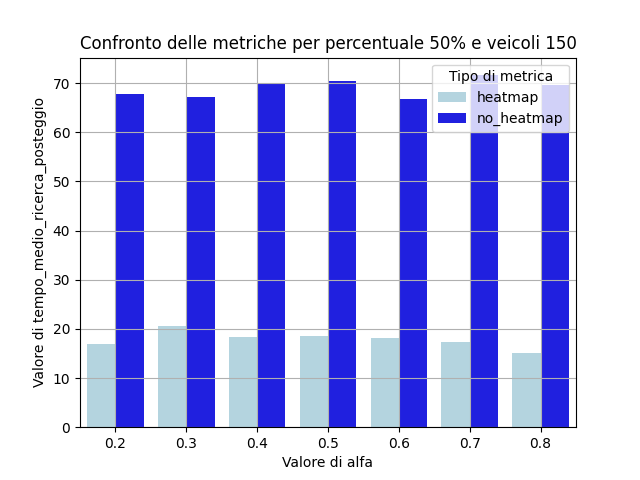 Confronto delle metriche per percentuale 50% e veicoli 150
Valore di tempo_medio_ricerca_posteggio
70
60
50
40
30
20
10
0
Tipo di metrica
heatmap
no_heatmap
0.2 0.3 0.4 0.5 0.6 0.7 0.8
Valore di alfa